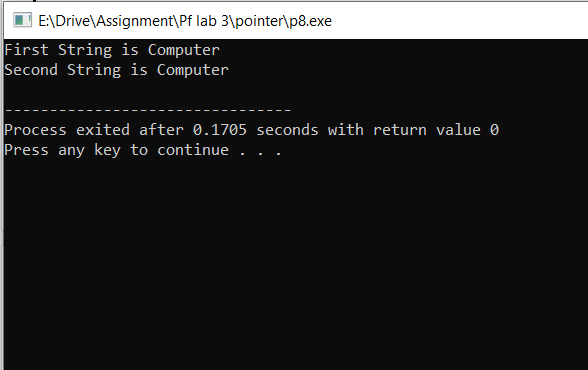 E:\Drive\Assignment\Pf lab 3\pointer\p8.exe
First String is Computer
Second String is Computer
--------------------------------
Process exited after 0.1705 seconds with return value 0
Press any key to continue . . .